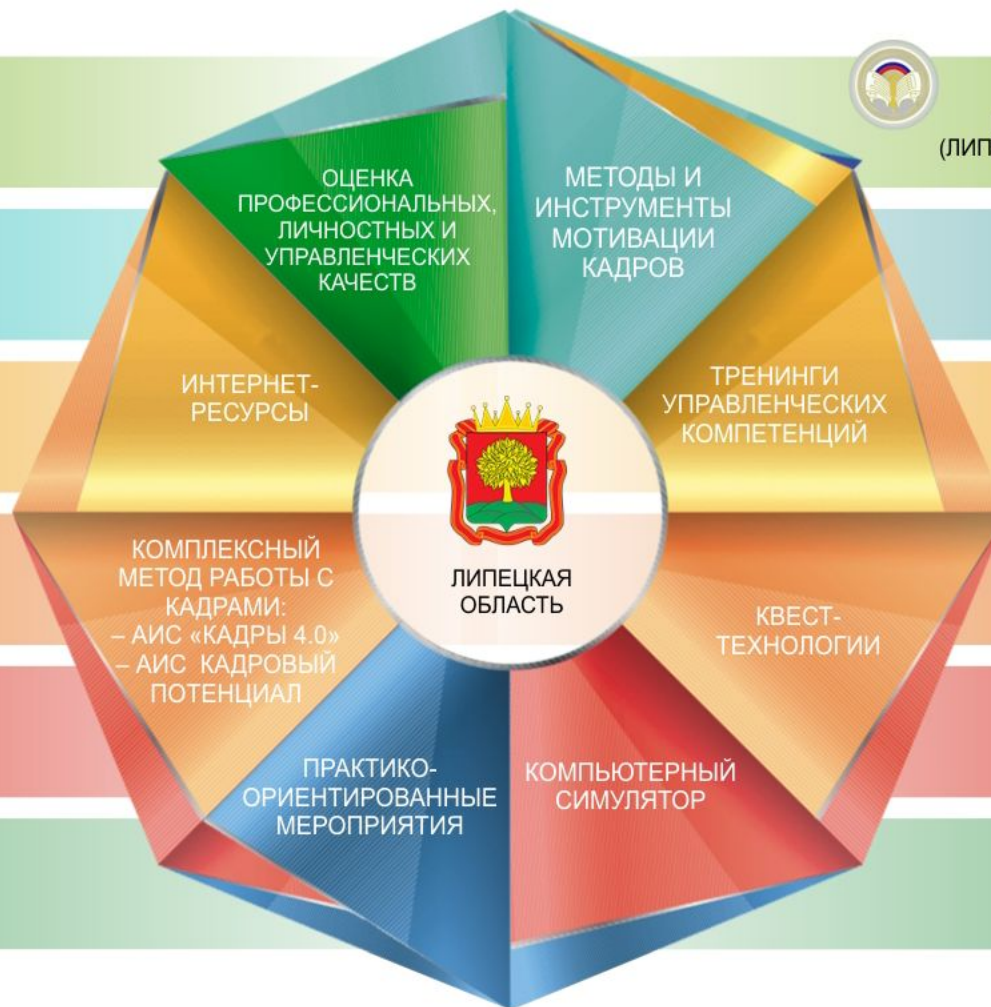 ОЦЕНКА
ПРОФЕССИОНАЛЬНЫХ,
ЛИЧНОСТНЫХ И
УПРАВЛЕНЧЕСКИХ
КАЧЕСТВ
МЕТОДЫ И
ИНСТРУМЕНТЫ
МОТИВАЦИИ
КАДРОВ
(ЛИП
ИНТЕРНЕТ-
РЕСУРСЫ
ТРЕНИНГИ
УПРАВЛЕНЧЕСКИХ
КОМПЕТЕНЦИЙ
ЛИПЕЦКАЯ
ОБЛАСТЬ
КОМПЛЕКСНЫЙ
МЕТОД РАБОТЫ С
КАДРАМИ:
– АИС «КАДРЫ 4.0»
– АИС КАДРОВЫЙ
ПОТЕНЦИАЛ
КВЕСТ-
ТЕХНОЛОГИИ
ПРАКТИКО-
ОРИЕНТИРОВАННЫЕ
МЕРОПРИЯТИЯ
КОМПЬЮТЕРНЫЙ
СИМУЛЯТОР